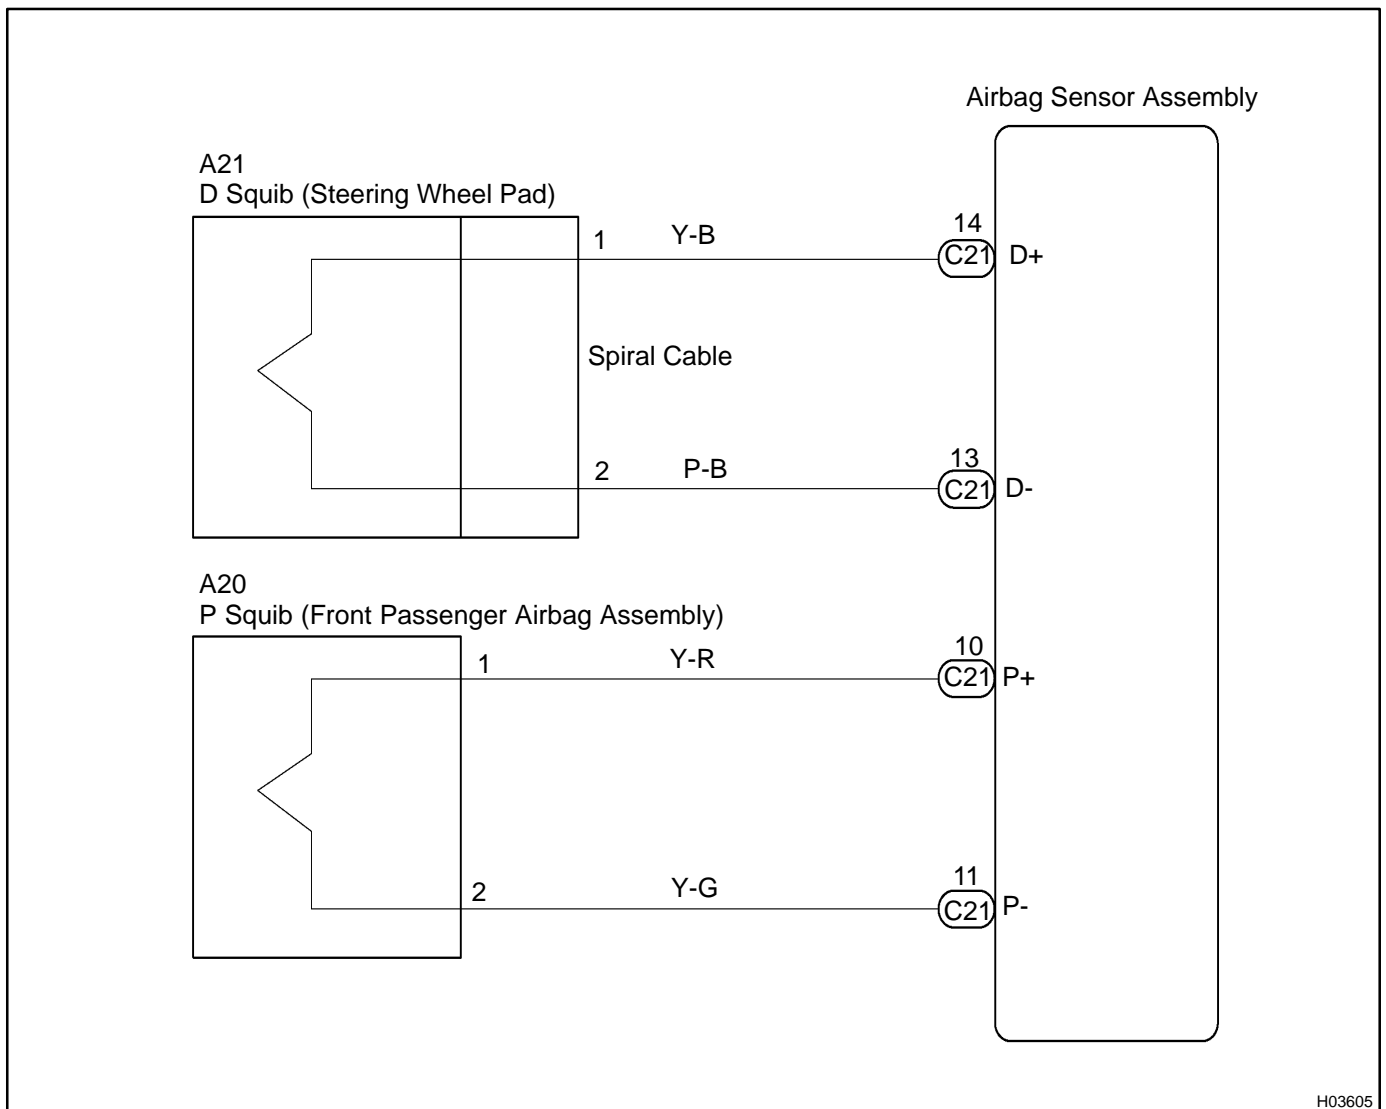 Airbag Sensor Assembly
A21
D Squib (Steering Wheel Pad)
1 Y-B 14
C21 D+
Spiral Cable
2 P-B 13
C21 D-
A20
P Squib (Front Passenger Airbag Assembly)
1 Y-R 10
C21 P+
2 Y-G 11
C21 P-
H03605